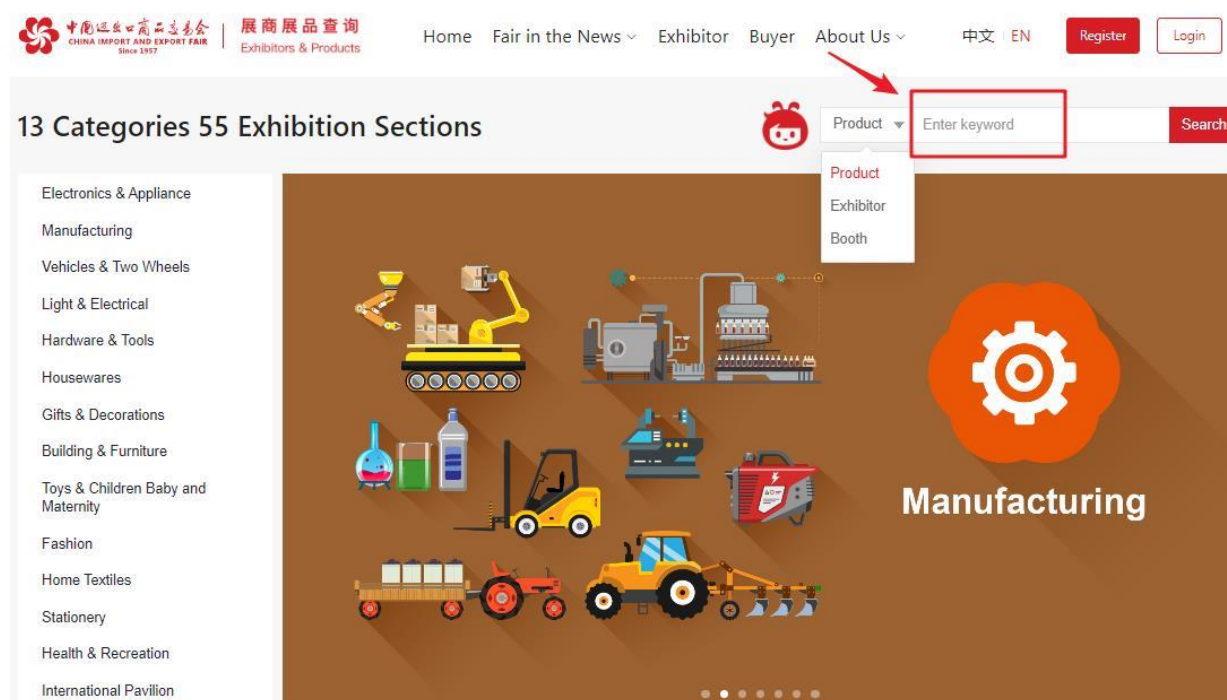 中国进出口商品交易会
CHINA IMPORT AND EXPORT FAIR
Since 1957
展商展品查询
Exhibitors & Products
Home Fair in the News Exhibitor Buyer About Us 中文 EN Register Login
13 Categories 55 Exhibition Sections
Product Enter keyword Search
Product
Exhibitor
Booth
Electronics & Appliance
Manufacturing
Vehicles & Two Wheels
Light & Electrical
Hardware & Tools
Housewares
Gifts & Decorations
Building & Furniture
Toys & Children Baby and
Maternity
Fashion
Home Textiles
Stationery
Health & Recreation
International Pavilion
Manufacturing